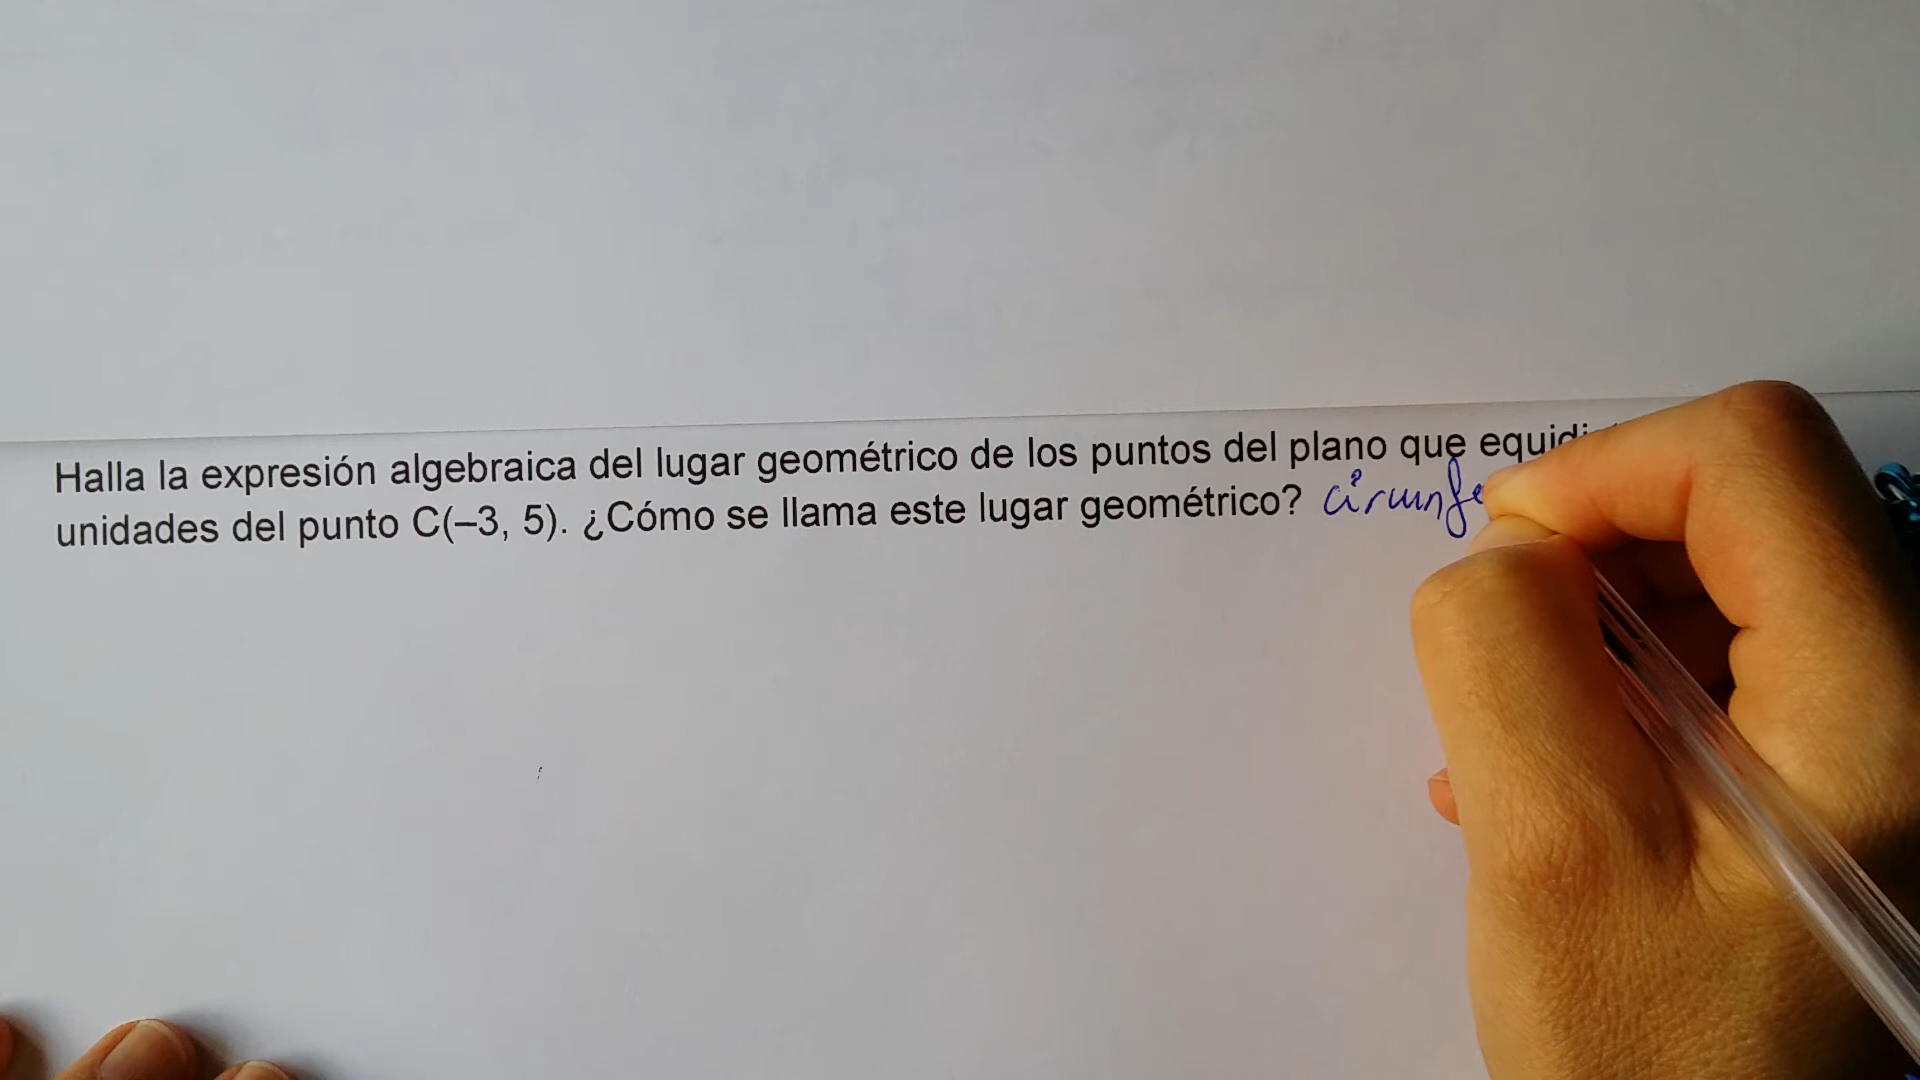 Halla la expresión algebraica del lugar geométrico de los puntos del plano que
unidades del punto C(–3, 5). ¿Cómo se llama este lugar geométrico? circunfe